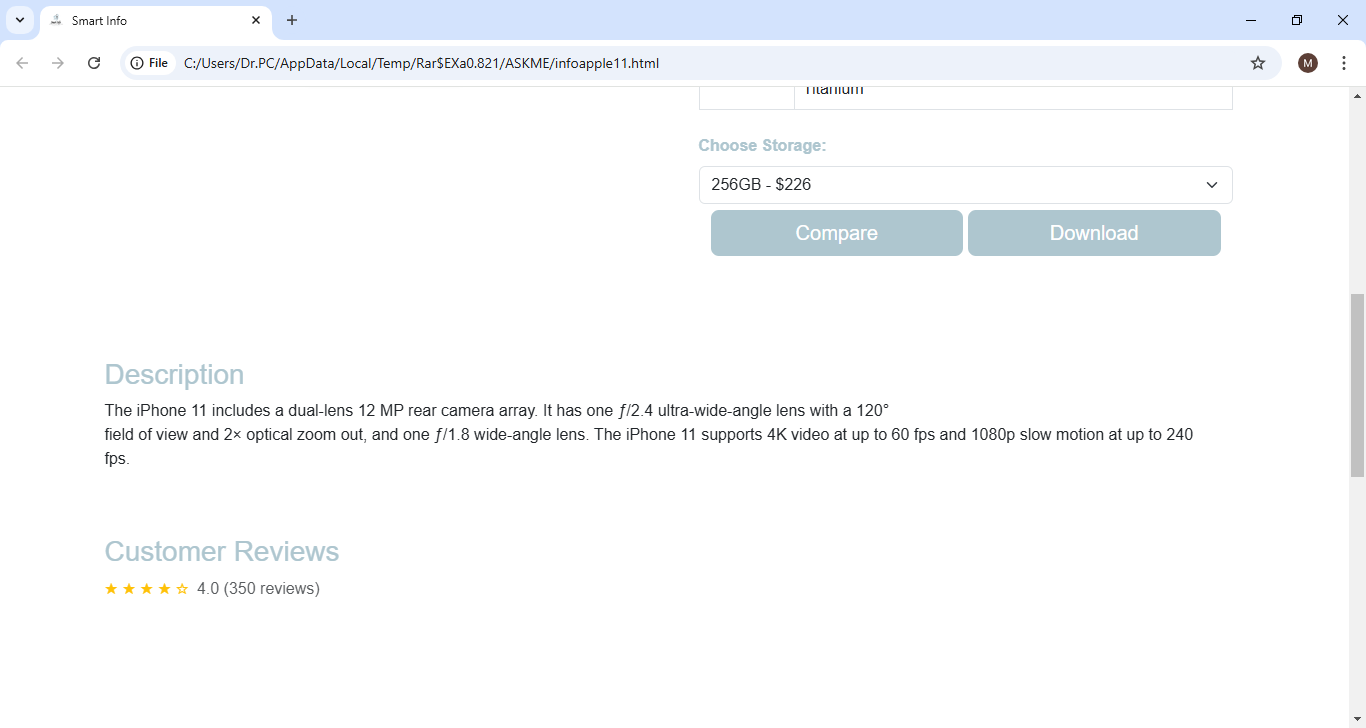 Smart Info
File
C:/Users/Dr.PC/AppData/Local/Temp/Rar$EXa0.821/ASKME/infoapple11.html
M
Titanium
Choose Storage:
256GB - $226
Compare
Download
Description
The iPhone 11 includes a dual-lens 12 MP rear camera array. It has one ƒ/2.4 ultra-wide-angle lens with a 120°
field of view and 2× optical zoom out, and one ƒ/1.8 wide-angle lens. The iPhone 11 supports 4K video at up to 60 fps and 1080p slow motion at up to 240
fps.
Customer Reviews
4.0 (350 reviews)